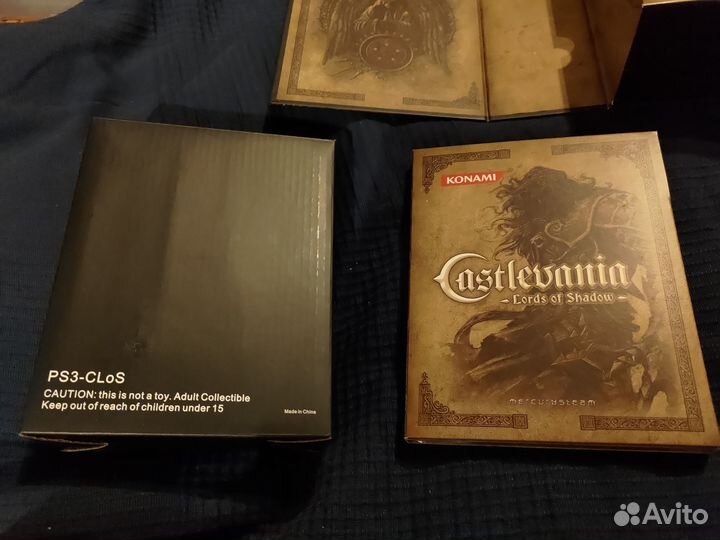 KONAMI
Castlevania
Lords of Shadow
mercurysteam
PS3-CLoS
CAUTION: this is not a toy. Adult Collectible
Keep out of reach of children under 15
Made in China
Avito